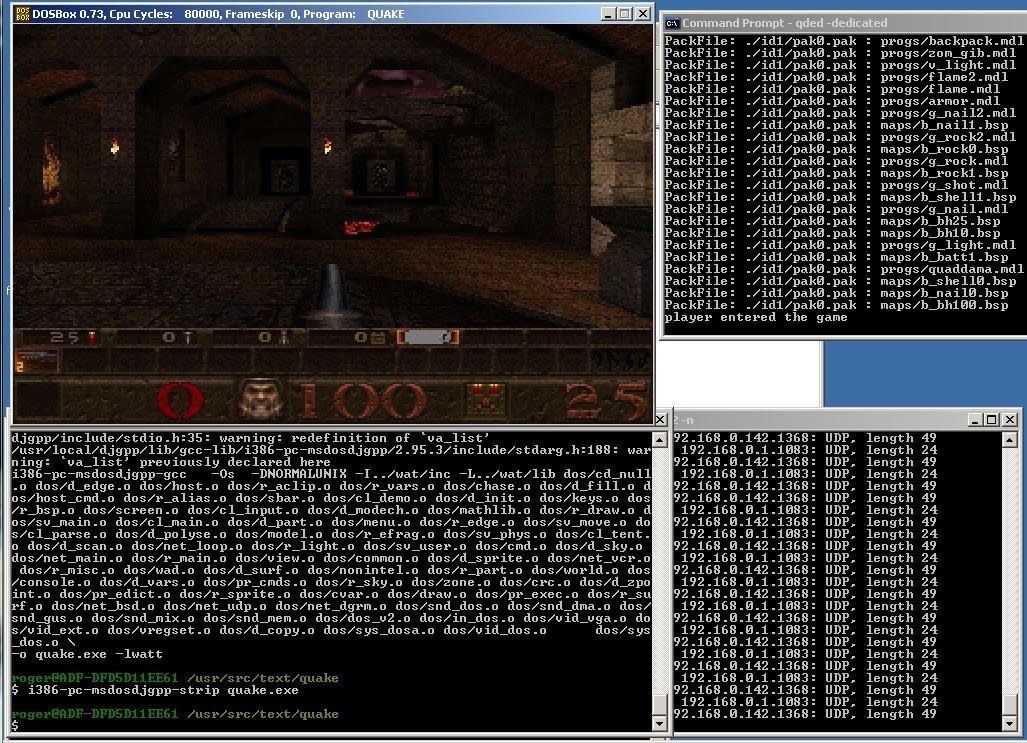 DOSBox 0.73, Cpu Cycles: 80000, Frameskip 0, Program: QUAKE
25 0 0 0
2
0 100 25
Command Prompt - qded -dedicated
PackFile: ./id1/pak0.pak : progs/backpack.mdl
PackFile: ./id1/pak0.pak : progs/zom_gib.mdl
PackFile: ./id1/pak0.pak : progs/v_light.mdl
PackFile: ./id1/pak0.pak : progs/flame2.mdl
PackFile: ./id1/pak0.pak : progs/flame.mdl
PackFile: ./id1/pak0.pak : progs/armor.mdl
PackFile: ./id1/pak0.pak : progs/g_nail2.mdl
PackFile: ./id1/pak0.pak : maps/b_nail1.bsp
PackFile: ./id1/pak0.pak : progs/g_rock2.mdl
PackFile: ./id1/pak0.pak : maps/b_rock0.bsp
PackFile: ./id1/pak0.pak : progs/g_rock.mdl
PackFile: ./id1/pak0.pak : maps/b_rock1.bsp
PackFile: ./id1/pak0.pak : progs/g_shot.mdl
PackFile: ./id1/pak0.pak : maps/b_shell1.bsp
PackFile: ./id1/pak0.pak : progs/g_nail.mdl
PackFile: ./id1/pak0.pak : maps/b_bh25.bsp
PackFile: ./id1/pak0.pak : maps/b_bh10.bsp
PackFile: ./id1/pak0.pak : progs/g_light.mdl
PackFile: ./id1/pak0.pak : maps/b_batt1.bsp
PackFile: ./id1/pak0.pak : progs/quaddama.mdl
PackFile: ./id1/pak0.pak : maps/b_shell0.bsp
PackFile: ./id1/pak0.pak : maps/b_nail0.bsp
PackFile: ./id1/pak0.pak : maps/b_bh100.bsp
player entered the game
djgpp/include/stdio.h:35: warning: redefinition of `va_list'
/usr/local/djgpp/lib/gcc-lib/i386-pc-msdosdjgpp/2.95.3/include/stdarg.h:188: war
ning: `va_list' previously declared here
i386-pc-msdosdjgpp-gcc -Os -DNORMALUNIX -I../wat/inc -L../wat/lib dos/cd_null
.o dos/d_edge.o dos/host.o dos/r_aclip.o dos/r_vars.o dos/chase.o dos/d_fill.o d
os/host_cmd.o dos/r_alias.o dos/sbar.o dos/cl_demo.o dos/d_init.o dos/keys.o dos
/r_bsp.o dos/screen.o dos/cl_input.o dos/d_modech.o dos/mathlib.o dos/r_draw.o d
os/sv_main.o dos/cl_main.o dos/d_part.o dos/menu.o dos/r_edge.o dos/sv_move.o do
s/cl_parse.o dos/d_polyse.o dos/model.o dos/r_efrag.o dos/sv_phys.o dos/cl_tent.
o dos/d_scan.o dos/net_loop.o dos/r_light.o dos/sv_user.o dos/cmd.o dos/d_sky.o
dos/net_main.o dos/r_main.o dos/view.o dos/common.o dos/d_sprite.o dos/net_vcr.o
dos/r_misc.o dos/wad.o dos/d_surf.o dos/nonintel.o dos/r_part.o dos/world.o dos
/console.o dos/d_vars.o dos/pr_cmds.o dos/r_sky.o dos/zone.o dos/crc.o dos/d_zpo
int.o dos/pr_edict.o dos/r_sprite.o dos/cvar.o dos/draw.o dos/pr_exec.o dos/r_su
rf.o dos/net_bsd.o dos/net_udp.o dos/net_dgrm.o dos/snd_dos.o dos/snd_dma.o dos/
snd_gus.o dos/snd_mix.o dos/snd_mem.o dos/dos_v2.o dos/in_dos.o dos/vid_vga.o do
s/vid_ext.o dos/vregset.o dos/d_copy.o dos/sys_dosa.o dos/vid_dos.o dos/sys
_dos.o \
-o quake.exe -lwatt
roger@ADF-DFD5D11EE61 /usr/src/text/quake
$ i386-pc-msdosdjgpp-strip quake.exe
roger@ADF-DFD5D11EE61 /usr/src/text/quake
$
2 -n
92.168.0.142.1368: UDP, length 49
192.168.1.1.1083: UDP, length 24
92.168.0.142.1368: UDP, length 49
192.168.1.1.1083: UDP, length 24
92.168.0.142.1368: UDP, length 49
192.168.1.1.1083: UDP, length 24
92.168.0.142.1368: UDP, length 49
192.168.1.1.1083: UDP, length 24
92.168.0.142.1368: UDP, length 49
192.168.1.1.1083: UDP, length 24
92.168.0.142.1368: UDP, length 49
192.168.1.1.1083: UDP, length 24
92.168.0.142.1368: UDP, length 49
192.168.1.1.1083: UDP, length 24
92.168.0.142.1368: UDP, length 49
192.168.1.1.1083: UDP, length 24
92.168.0.142.1368: UDP, length 49
192.168.1.1.1083: UDP, length 24
92.168.0.142.1368: UDP, length 49
192.168.1.1.1083: UDP, length 24
92.168.0.142.1368: UDP, length 49
192.168.1.1.1083: UDP, length 24
92.168.0.142.1368: UDP, length 49